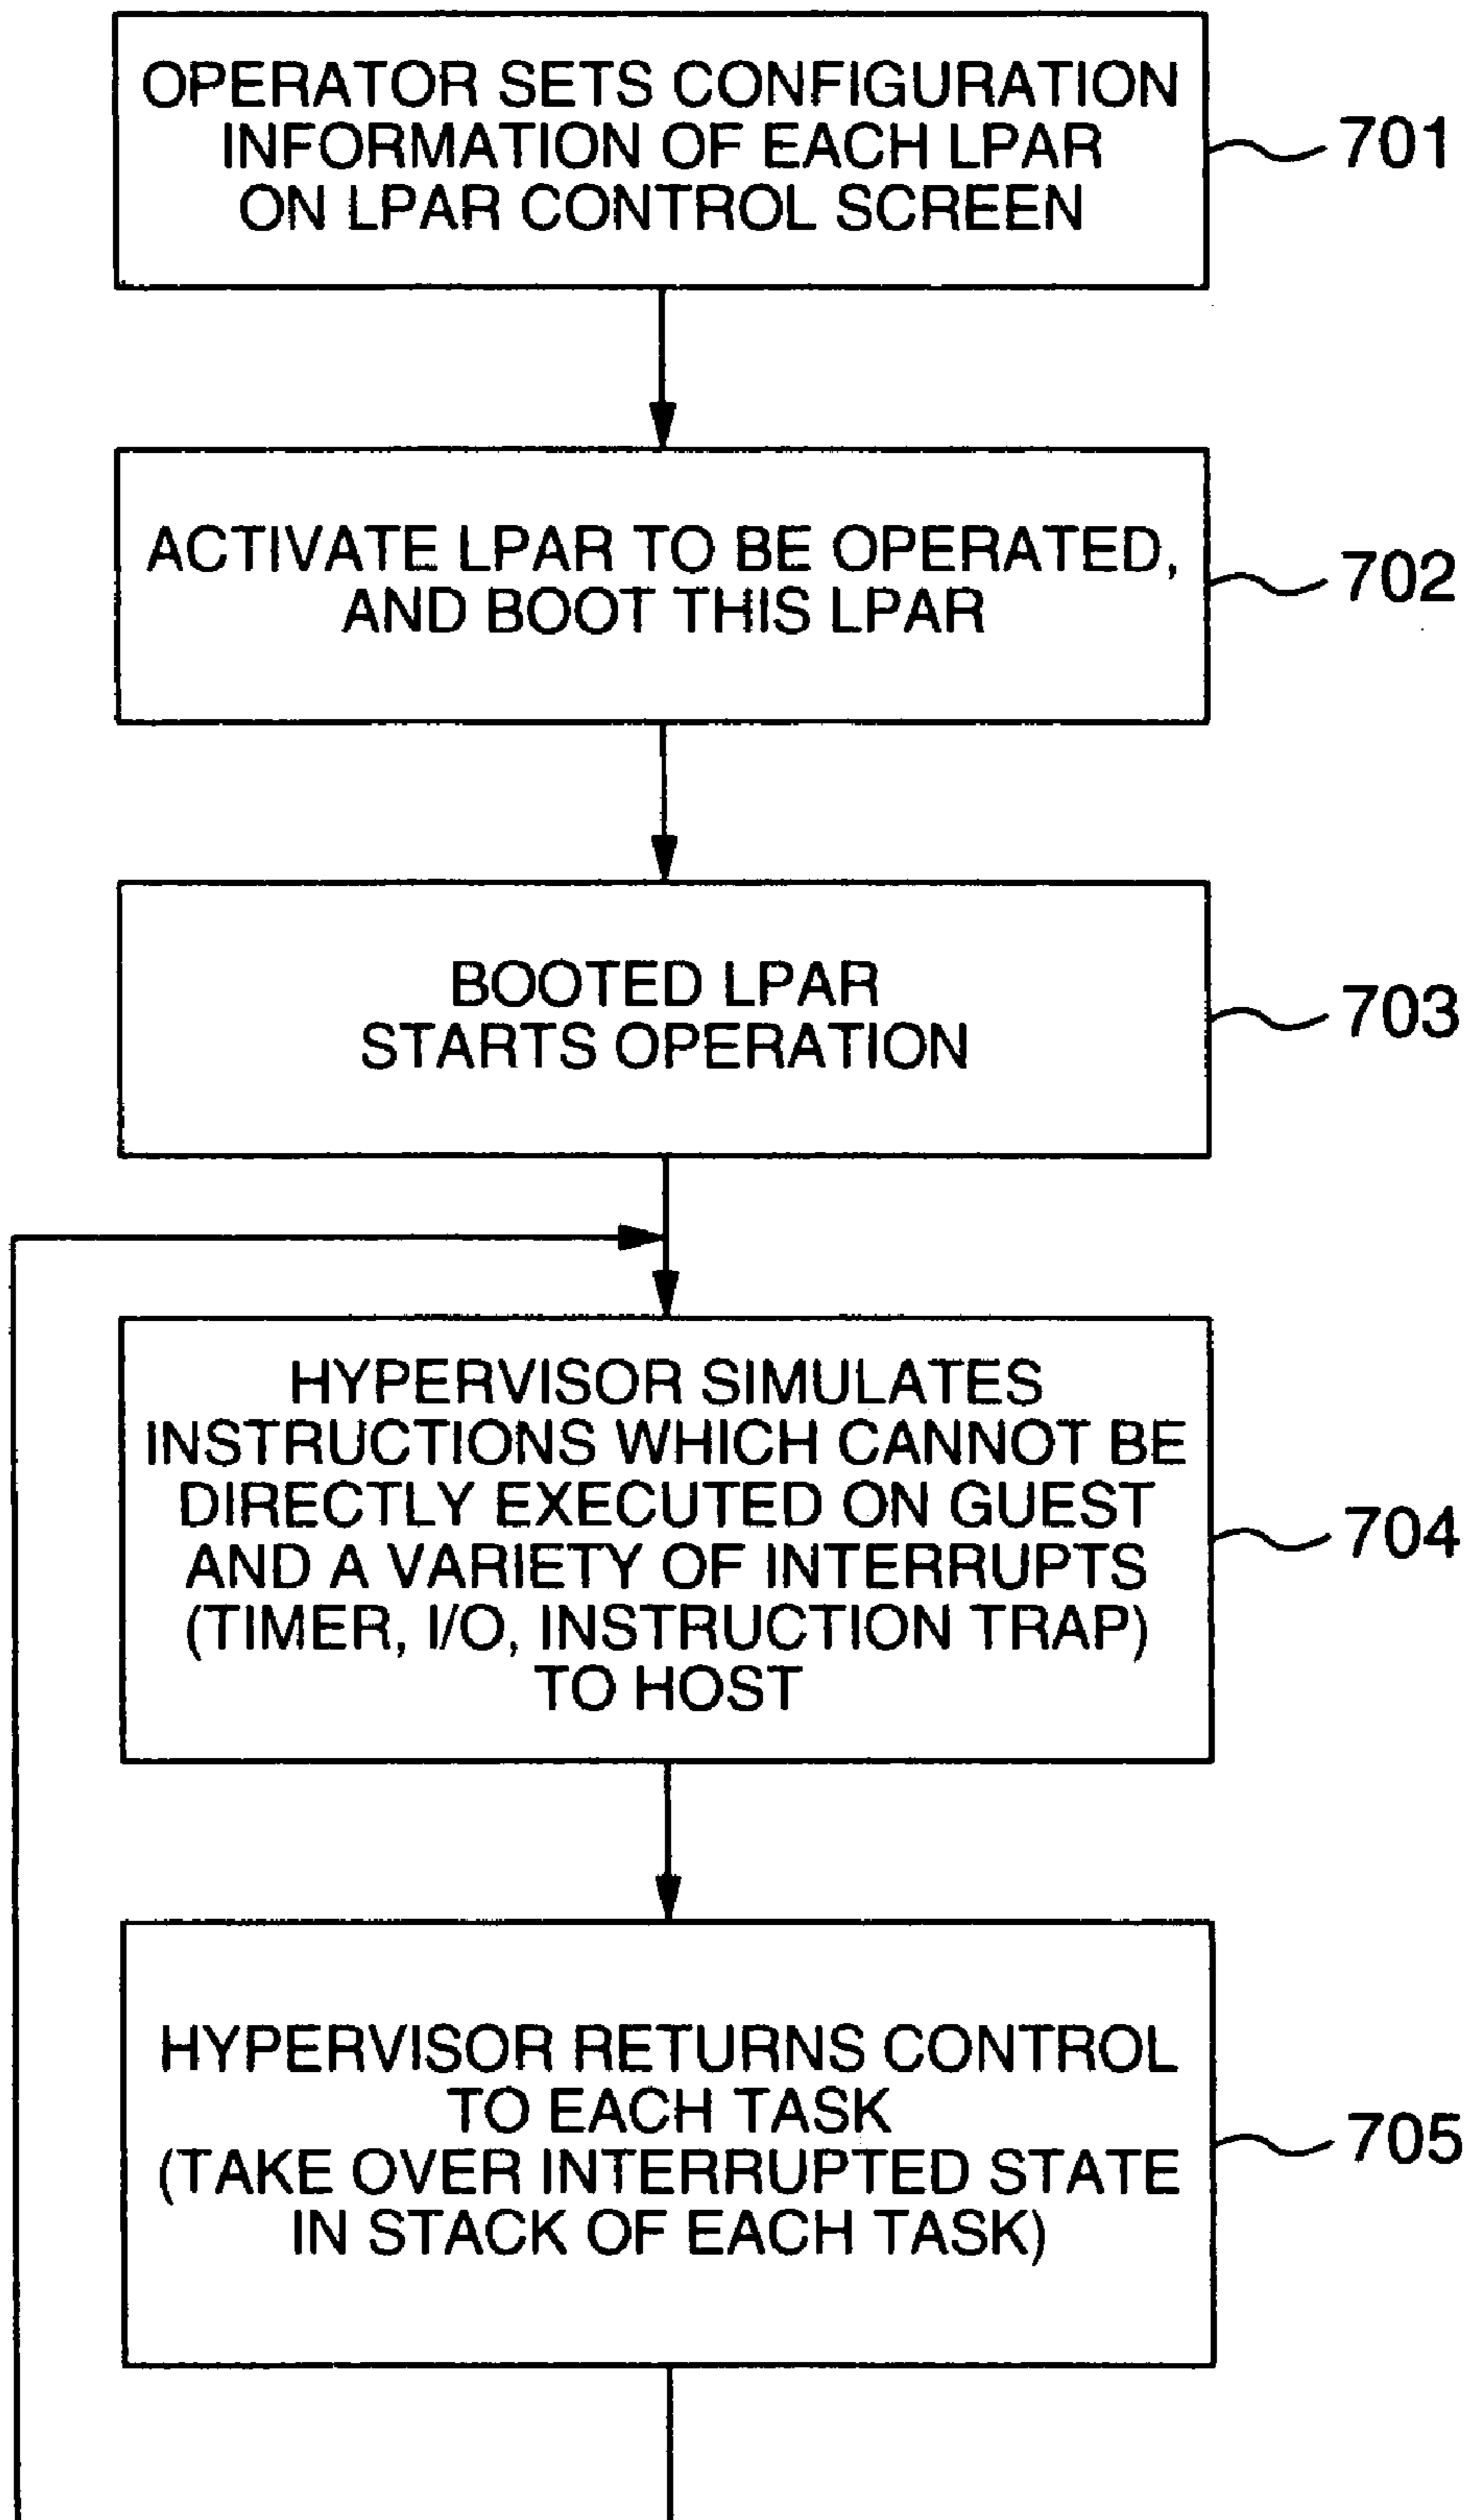 OPERATOR SETS CONFIGURATION
INFORMATION OF EACH LPAR
ON LPAR CONTROL SCREEN
701
ACTIVATE LPAR TO BE OPERATED,
AND BOOT THIS LPAR
702
BOOTED LPAR
STARTS OPERATION
703
HYPERVISOR SIMULATES
INSTRUCTIONS WHICH CANNOT BE
DIRECTLY EXECUTED ON GUEST
AND A VARIETY OF INTERRUPTS
(TIMER, I/O, INSTRUCTION TRAP)
TO HOST
704
HYPERVISOR RETURNS CONTROL
TO EACH TASK
(TAKE OVER INTERRUPTED STATE
IN STACK OF EACH TASK)
705